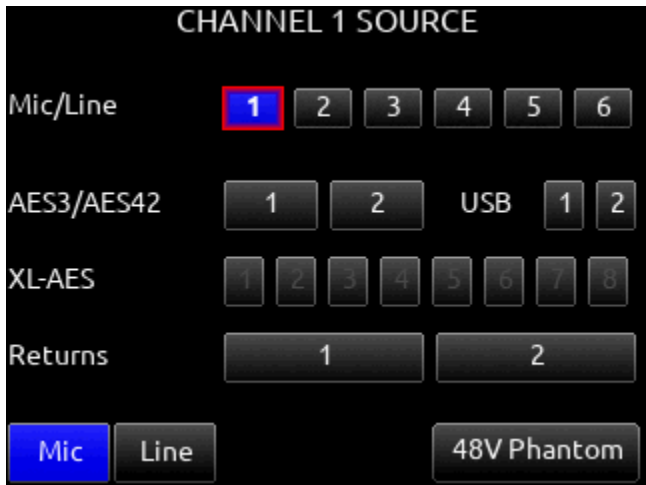 CHANNEL 1 SOURCE
Mic/Line 1 2 3 4 5 6
AES3/AES42 1 2 USB 1 2
XL-AES 1 2 3 4 5 6 7 8
Returns 1 2
Mic Line 48V Phantom